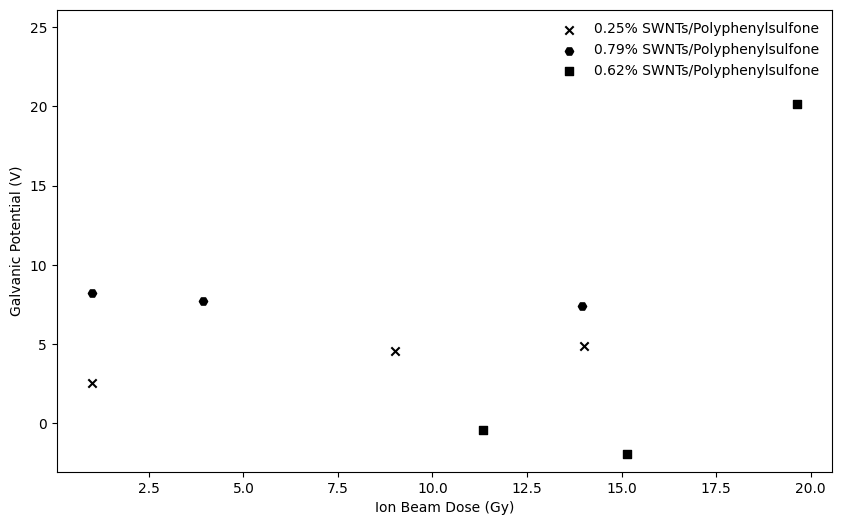 25
20
15
10
5
0
Galvanic Potential (V)
0.25% SWNTs/Polyphenylsulfone
0.79% SWNTs/Polyphenylsulfone
0.62% SWNTs/Polyphenylsulfone
2.5 5.0 7.5 10.0 12.5 15.0 17.5 20.0
Ion Beam Dose (Gy)